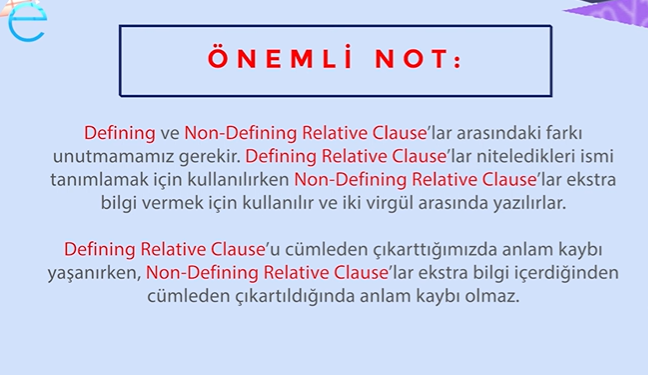 ÖNEMLİ NOT:
Defining ve Non-Defining Relative Clause'lar arasındaki farkı
unutmamamız gerekir. Defining Relative Clause'lar niteledikleri ismi
tanımlamak için kullanılırken Non-Defining Relative Clause'lar ekstra
bilgi vermek için kullanılır ve iki virgül arasında yazılırlar.
Defining Relative Clause'u cümleden çıkarttığımızda anlam kaybı
yaşanırken, Non-Defining Relative Clause'lar ekstra bilgi içerdiğinden
cümleden çıkartıldığında anlam kaybı olmaz.